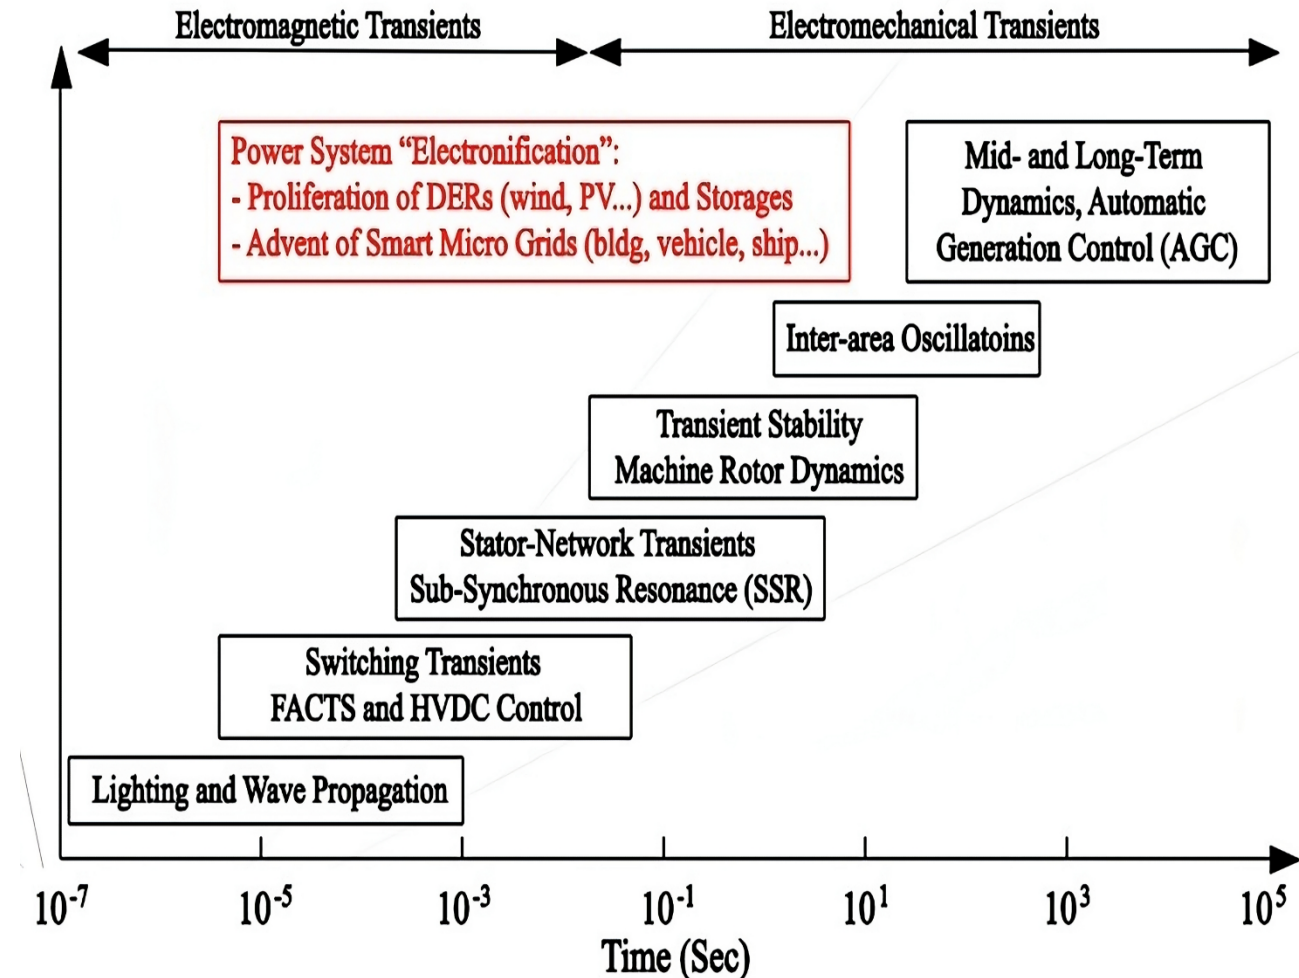 Electromagnetic Transients
Electromechanical Transients
Power System “Electronification”:
- Proliferation of DERs (wind, PV...) and Storages
- Advent of Smart Micro Grids (bldg, vehicle, ship...)
Mid- and Long-Term
Dynamics, Automatic
Generation Control (AGC)
Inter-area Oscillatoins
Transient Stability
Machine Rotor Dynamics
Stator-Network Transients
Sub-Synchronous Resonance (SSR)
Switching Transients
FACTS and HVDC Control
Lighting and Wave Propagation
10-7 10-5 10-3 10-1 101 103 105
Time (Sec)